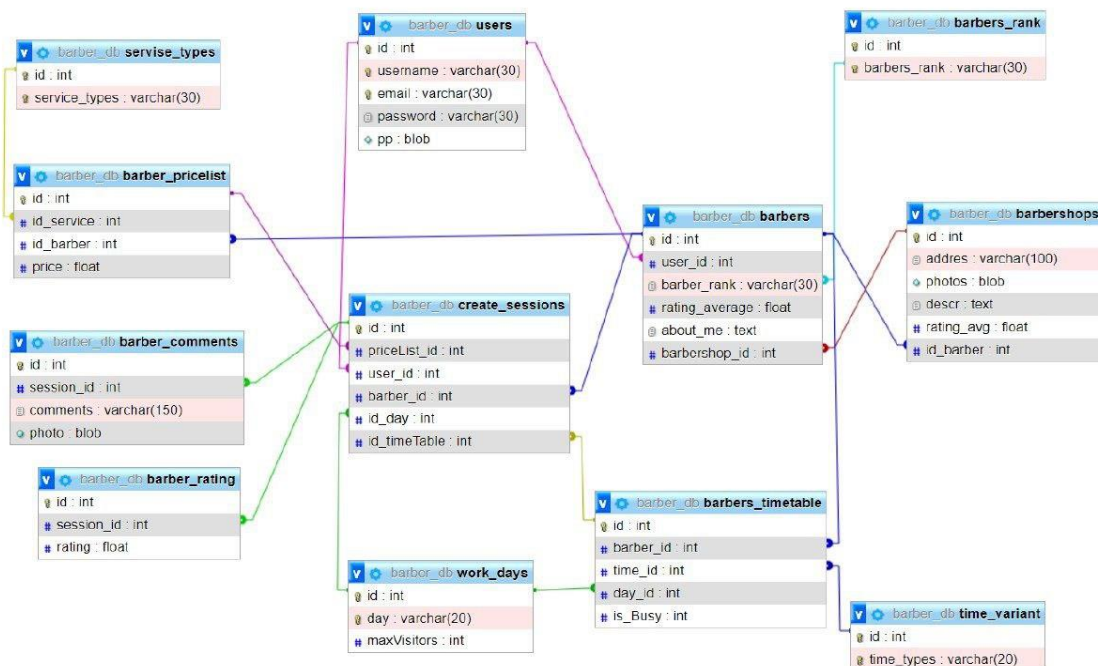 barber_db servise_types
id : int
service_types : varchar(30)
barber_db users
id : int
username : varchar(30)
email : varchar(30)
password : varchar(30)
pp : blob
barber_db barbers_rank
id : int
barbers_rank : varchar(30)
barber_db barber_pricelist
id : int
# id_service : int
# id_barber : int
# price : float
barber_db barbers
id : int
# user_id : int
barber_rank : varchar(30)
# rating_average : float
about_me : text
# barbershop_id : int
barber_db barbershops
id : int
addres : varchar(100)
photos : blob
descr : text
# rating_avg : float
# id_barber : int
barber_db create_sessions
id : int
# priceList_id : int
# user_id : int
# barber_id : int
# id_day : int
# id_timeTable : int
barber_db barber_comments
id : int
# session_id : int
comments : varchar(150)
photo : blob
barber_db barber_rating
id : int
# session_id : int
# rating : float
barber_db barbers_timetable
id : int
# barber_id : int
# time_id : int
# day_id : int
# is_Busy : int
barber_db work_days
id : int
day : varchar(20)
# maxVisitors : int
barber_db time_variant
id : int
time_types : varchar(20)